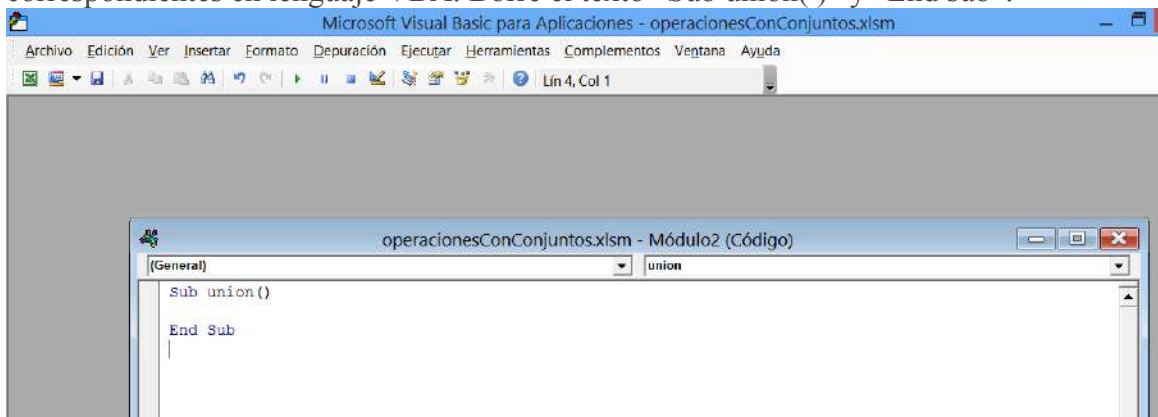 correspondientes en lenguaje VBA. Borre el texto "Sub unión( )" y "End sub".
Microsoft Visual Basic para Aplicaciones - operacionesConConjuntos.xlsm
Archivo Edición Ver Insertar Formato Depuración Ejecutar Herramientas Complementos Ventana Ayuda
Lín 4, Col 1
operacionesConConjuntos.xlsm - Módulo2 (Código)
(General) union
Sub union()
End Sub